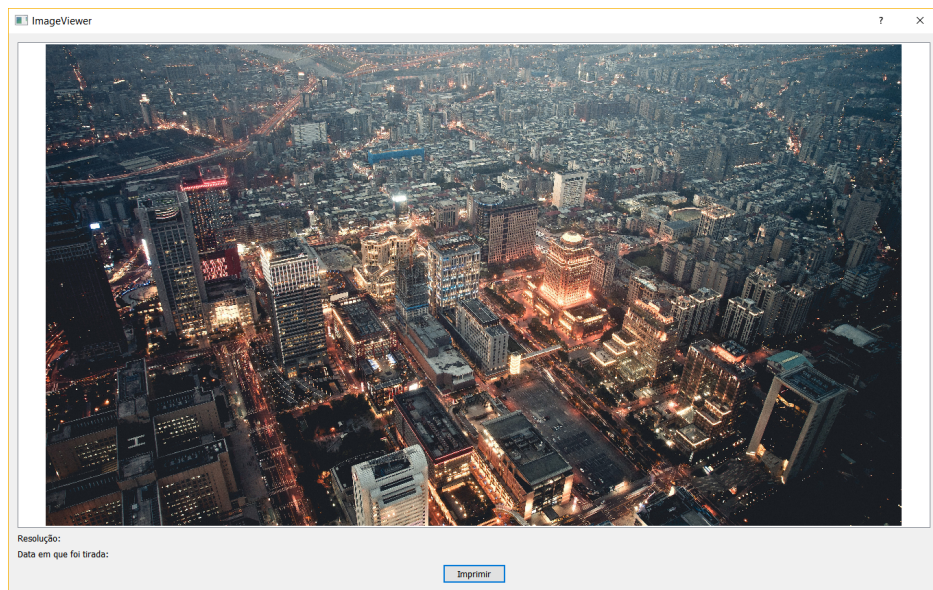 ImageViewer
?
H
Resolução:
Data em que foi tirada:
Imprimir